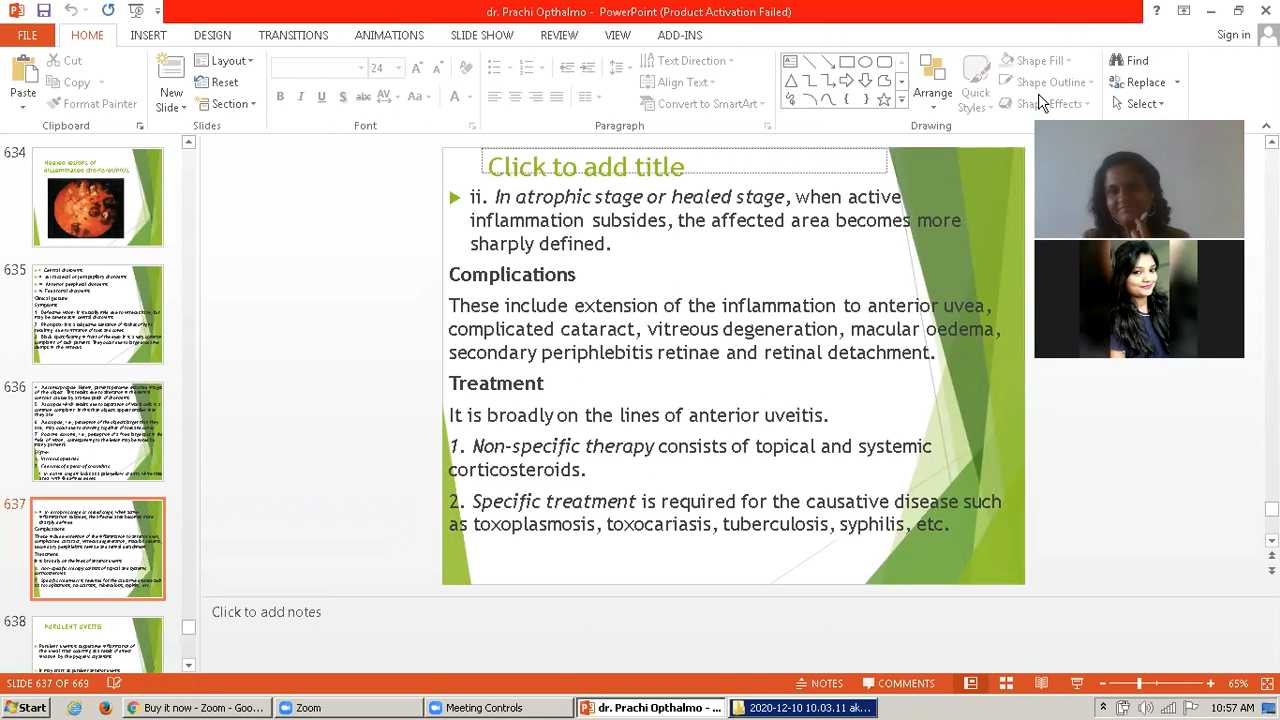 dr. Prachi Opthalmo - PowerPoint (Product Activation Failed)
FILE HOME INSERT DESIGN TRANSITIONS ANIMATIONS SLIDE SHOW REVIEW VIEW ADD-INS Sign in
Paste Cut Copy Format Painter Clipboard
New Slide Layout Reset Section Slides
24 Font
Text Direction Align Text Convert to SmartArt Paragraph
Arrange Quick Styles Shape Fill Shape Outline Shape Effects Drawing
Find Replace Select Editing
634
Healed lesions of
disseminated chorioretinitis
635
636
637
638
PURULENT UVEITIS
Click to add title
ii. In atrophic stage or healed stage, when active
inflammation subsides, the affected area becomes more
sharply defined.
Complications
These include extension of the inflammation to anterior uvea,
complicated cataract, vitreous degeneration, macular oedema,
secondary periphlebitis retinae and retinal detachment.
Treatment
It is broadly on the lines of anterior uveitis.
1. Non-specific therapy consists of topical and systemic
corticosteroids.
2. Specific treatment is required for the causative disease such
as toxoplasmosis, toxocariasis, tuberculosis, syphilis, etc.
Click to add notes
SLIDE 637 OF 669 NOTES COMMENTS 65%
Start Buy it now - Zoom - Goo... Zoom Meeting Controls dr. Prachi Opthalmo - ... 2020-12-10 10.03.11 ak... 10:57 AM